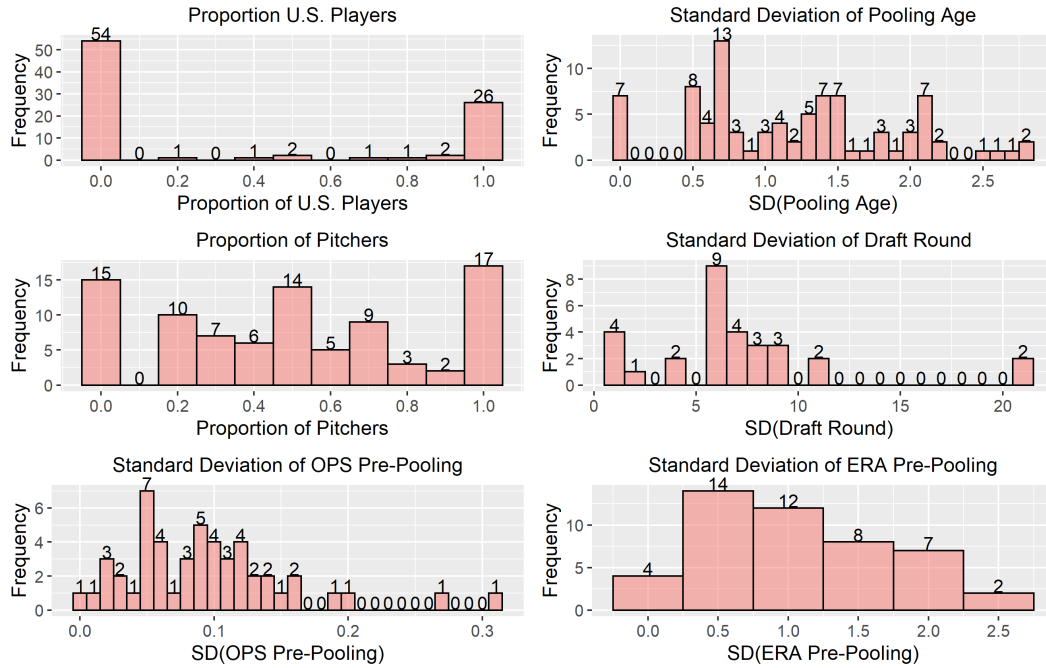 Proportion U.S. Players
Frequency
50
40
30
20
10
0
54 0 1 0 1 2 0 1 1 2 26
0.0 0.2 0.4 0.6 0.8 1.0
Proportion of U.S. Players
Standard Deviation of Pooling Age
Frequency
10
5
0
7 0 0 0 0 8 4 13 3 1 3 4 2 5 7 7 1 1 3 1 3 7 2 0 0 1 1 1 2
0.0 0.5 1.0 1.5 2.0 2.5
SD(Pooling Age)
Proportion of Pitchers
Frequency
15
10
5
0
15 0 10 7 6 14 5 9 3 2 17
0.0 0.2 0.4 0.6 0.8 1.0
Proportion of Pitchers
Standard Deviation of Draft Round
Frequency
8
6
4
2
0
4 1 0 2 0 9 4 3 3 0 2 0 0 0 0 0 0 0 0 0 2
0 5 10 15 20
SD(Draft Round)
Standard Deviation of OPS Pre-Pooling
Frequency
6
4
2
0
1 1 3 2 1 7 4 1 3 5 4 3 4 2 2 1 2 0 0 1 1 0 0 0 0 0 0 1 0 0 0 1
0.0 0.1 0.2 0.3
SD(OPS Pre-Pooling)
Standard Deviation of ERA Pre-Pooling
Frequency
10
5
0
4 14 12 8 7 2
0.0 0.5 1.0 1.5 2.0 2.5
SD(ERA Pre-Pooling)